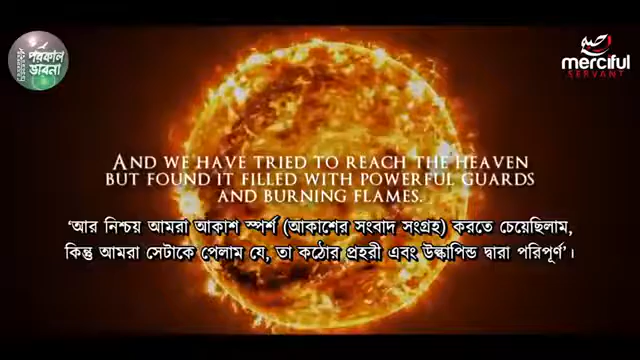 পরকাল
ভাবনা
merciful
SERVANT
AND WE HAVE TRIED TO REACH THE HEAVEN
BUT FOUND IT FILLED WITH POWERFUL GUARDS
AND BURNING FLAMES.
‘আর নিশ্চয় আমরা আকাশ স্পর্শ (আকাশের সংবাদ সংগ্রহ) করতে চেয়েছিলাম,
কিন্তু আমরা সেটাকে পেলাম যে, তা কঠোর প্রহরী এবং উল্কাপিন্ড দ্বারা পরিপূর্ণ’।